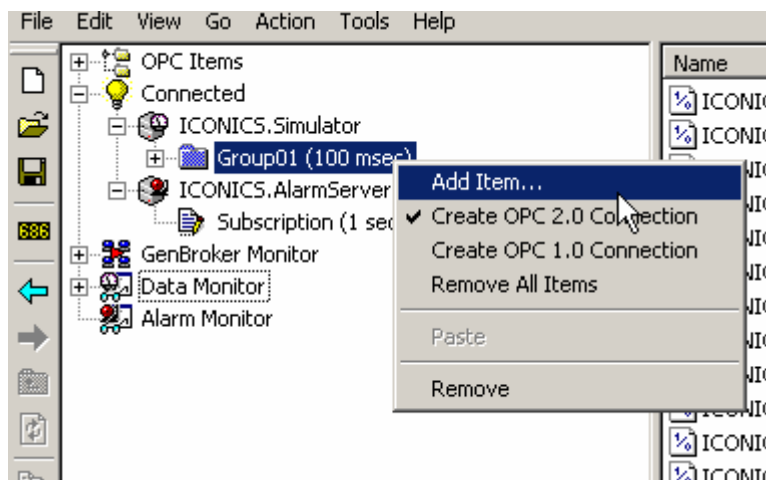 File Edit View Go Action Tools Help
OPC Items
Connected
ICONICS.Simulator
Group01 (100 msec)
ICONICS.AlarmServer
Subscription (1 sec
GenBroker Monitor
Data Monitor
Alarm Monitor
686
Add Item...
Create OPC 2.0 Connection
Create OPC 1.0 Connection
Remove All Items
Paste
Remove
Name
ICONIC
ICONIC
ICONIC
ICONIC